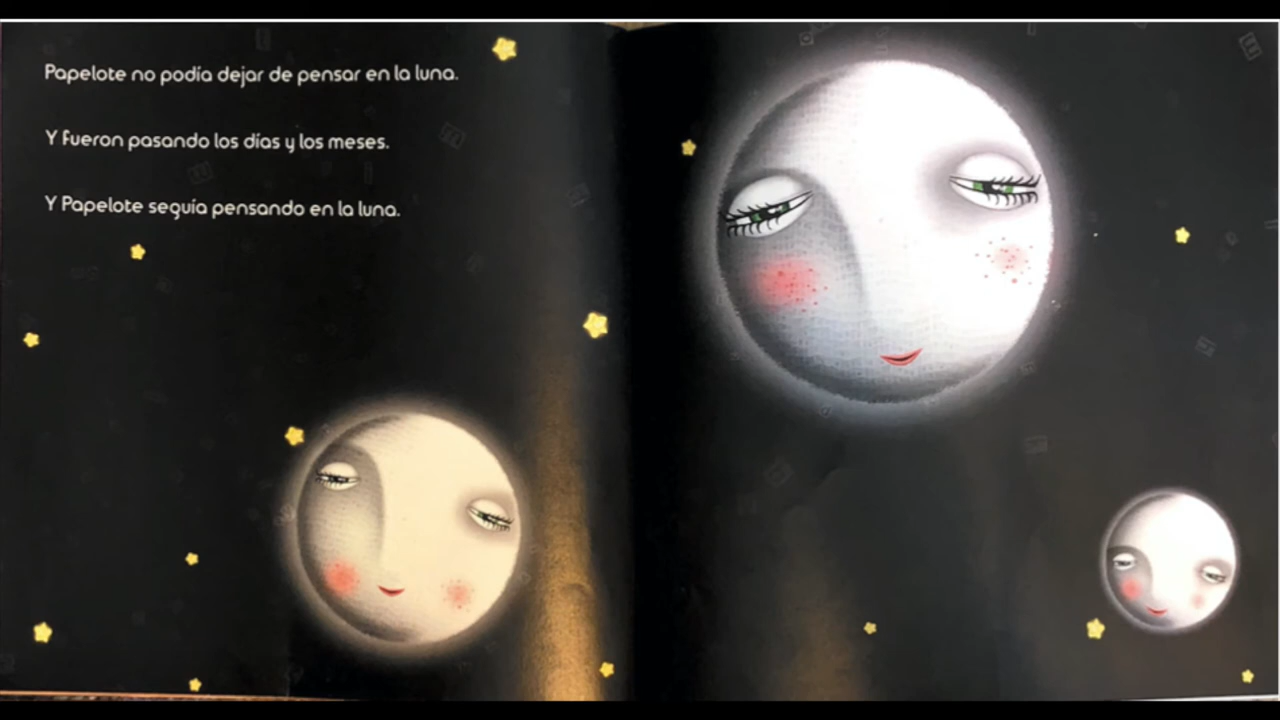 Papelote no podía dejar de pensar en la luna.
Y fueron pasando los días y los meses.
Y Papelote seguía pensando en la luna.